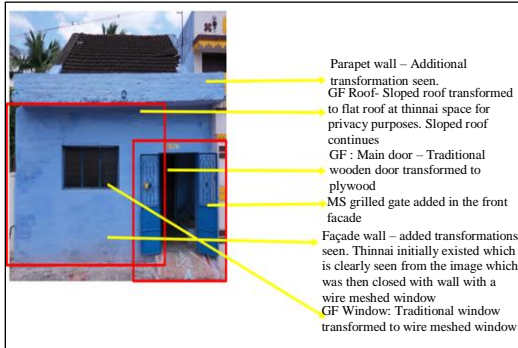 Parapet wall – Additional
transformation seen.
GF Roof- Sloped roof transformed
to flat roof at thinnai space for
privacy purposes. Sloped roof
continues
GF : Main door – Traditional
wooden door transformed to
plywood
MS grilled gate added in the front
facade
Façade wall – added transformations
seen. Thinnai initially existed which
is clearly seen from the image which
was then closed with wall with a
wire meshed window
GF Window: Traditional window
transformed to wire meshed window